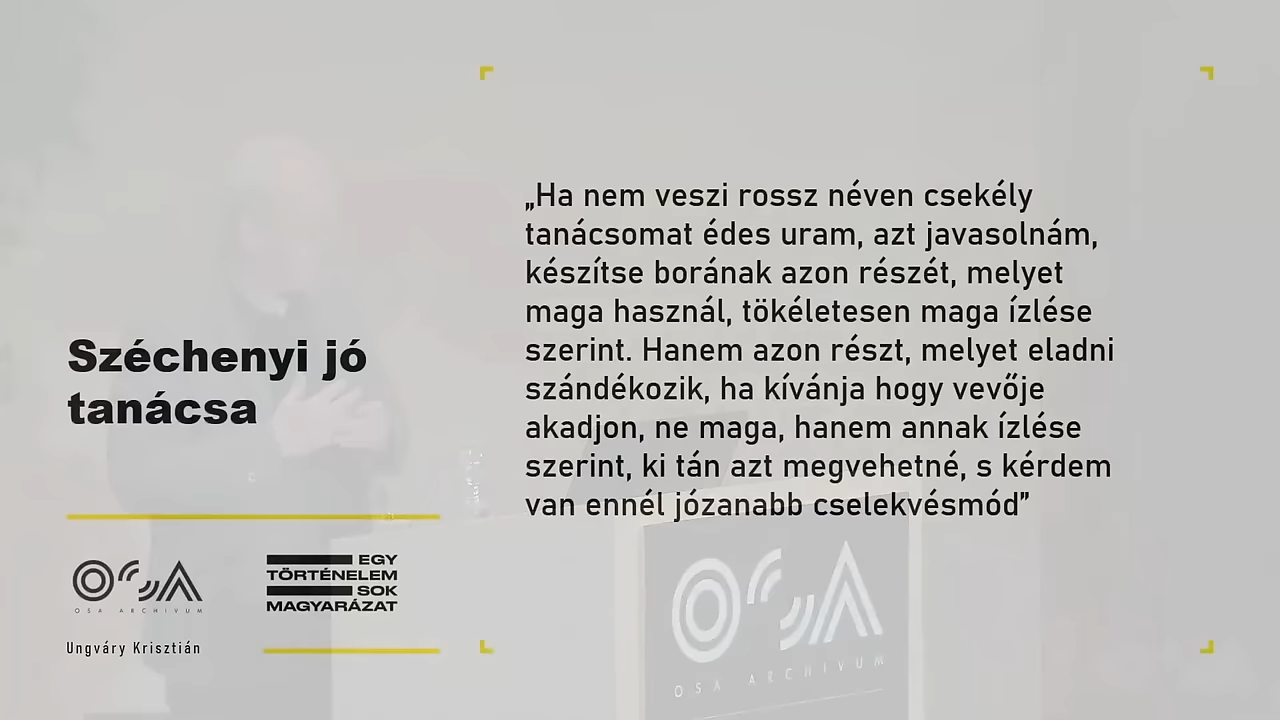 Széchenyi jó
tanácsa
„Ha nem veszi rossz néven csekély
tanácsomat édes uram, azt javasolnám,
készítse borának azon részét, melyet
maga használ, tökéletesen maga ízlése
szerint. Hanem azon részt, melyet eladni
szándékozik, ha kívánja hogy vevője
akadjon, ne maga, hanem annak ízlése
szerint, ki tán azt megvehetné, s kérdem
van ennél józanabb cselekvésmód”
OSA ARCHIVUM
EGY
TÖRTÉNELEM
SOK
MAGYARÁZAT
Ungváry Krisztián
OSA ARCHIVUM